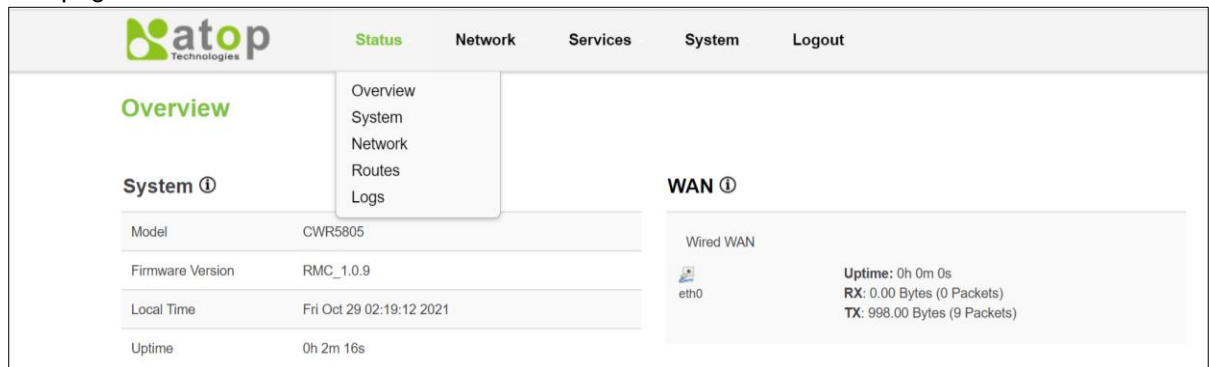 atop
Technologies
Status Network Services System Logout
Overview
System
Network
Routes
Logs
Overview
System
Model CWR5805
Firmware Version RMC_1.0.9
Local Time Fri Oct 29 02:19:12 2021
Uptime 0h 2m 16s
WAN
Wired WAN
eth0
Uptime: 0h 0m 0s
RX: 0.00 Bytes (0 Packets)
TX: 998.00 Bytes (9 Packets)